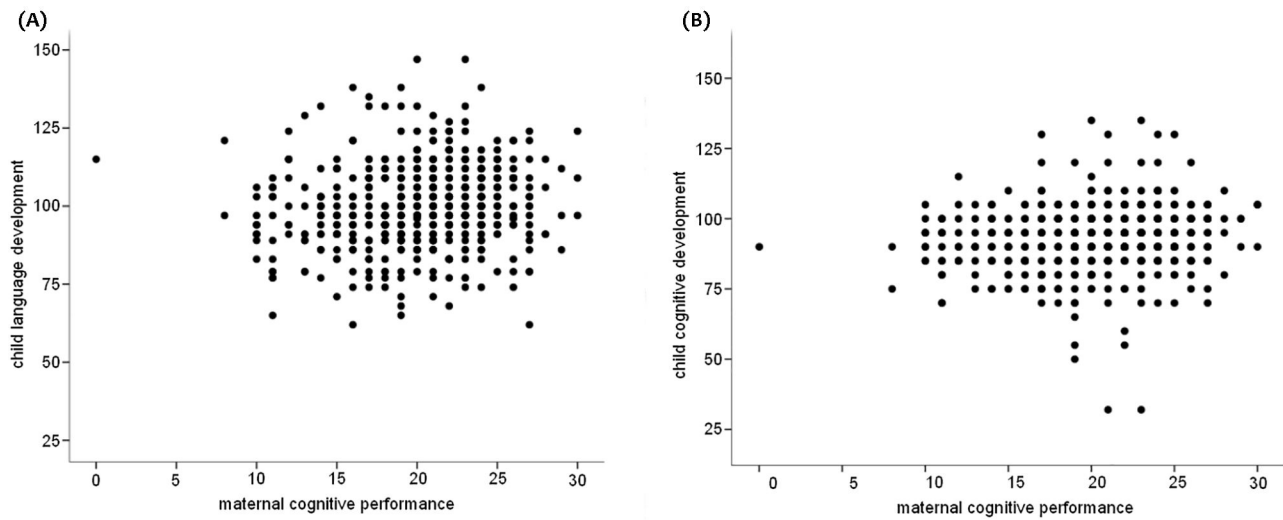 (A)
150
125
100
75
50
25
child language development
0 5 10 15 20 25 30
maternal cognitive performance
(B)
150
125
100
75
50
25
child cognitive development
0 5 10 15 20 25 30
maternal cognitive performance